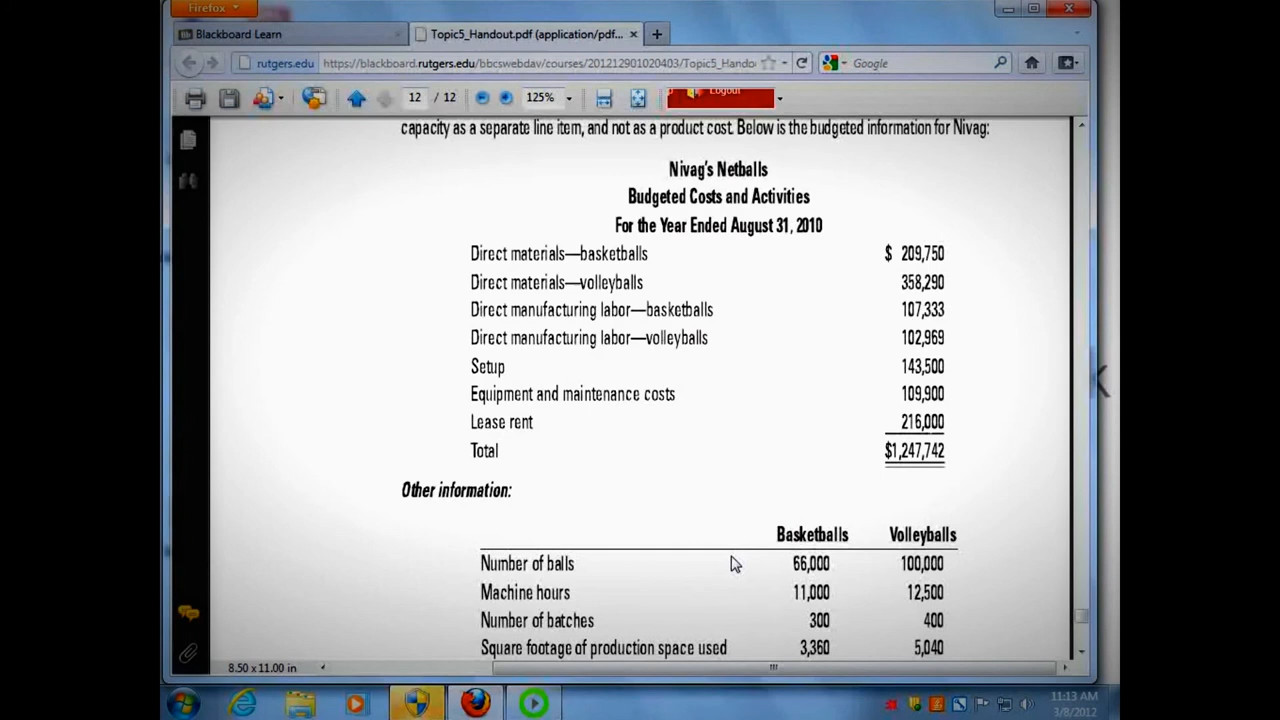 Firefox
Blackboard Learn
Topic5_Handout.pdf (application/pdf...
rutgers.edu https://blackboard.rutgers.edu/bbcswebdav/courses/201212901020403/Topic5_Hando
Google
12 / 12 125% Logout
capacity as a separate line item, and not as a product cost. Below is the budgeted information for Nivag:
Nivag's Netballs
Budgeted Costs and Activities
For the Year Ended August 31, 2010
Direct materials—basketballs $ 209,750
Direct materials—volleyballs 358,290
Direct manufacturing labor—basketballs 107,333
Direct manufacturing labor—volleyballs 102,969
Setup 143,500
Equipment and maintenance costs 109,900
Lease rent 216,000
Total $1,247,742
Other information:
Basketballs Volleyballs
Number of balls 66,000 100,000
Machine hours 11,000 12,500
Number of batches 300 400
Square footage of production space used 3,360 5,040
8.50 x 11.00 in
11:13 AM
3/8/2012